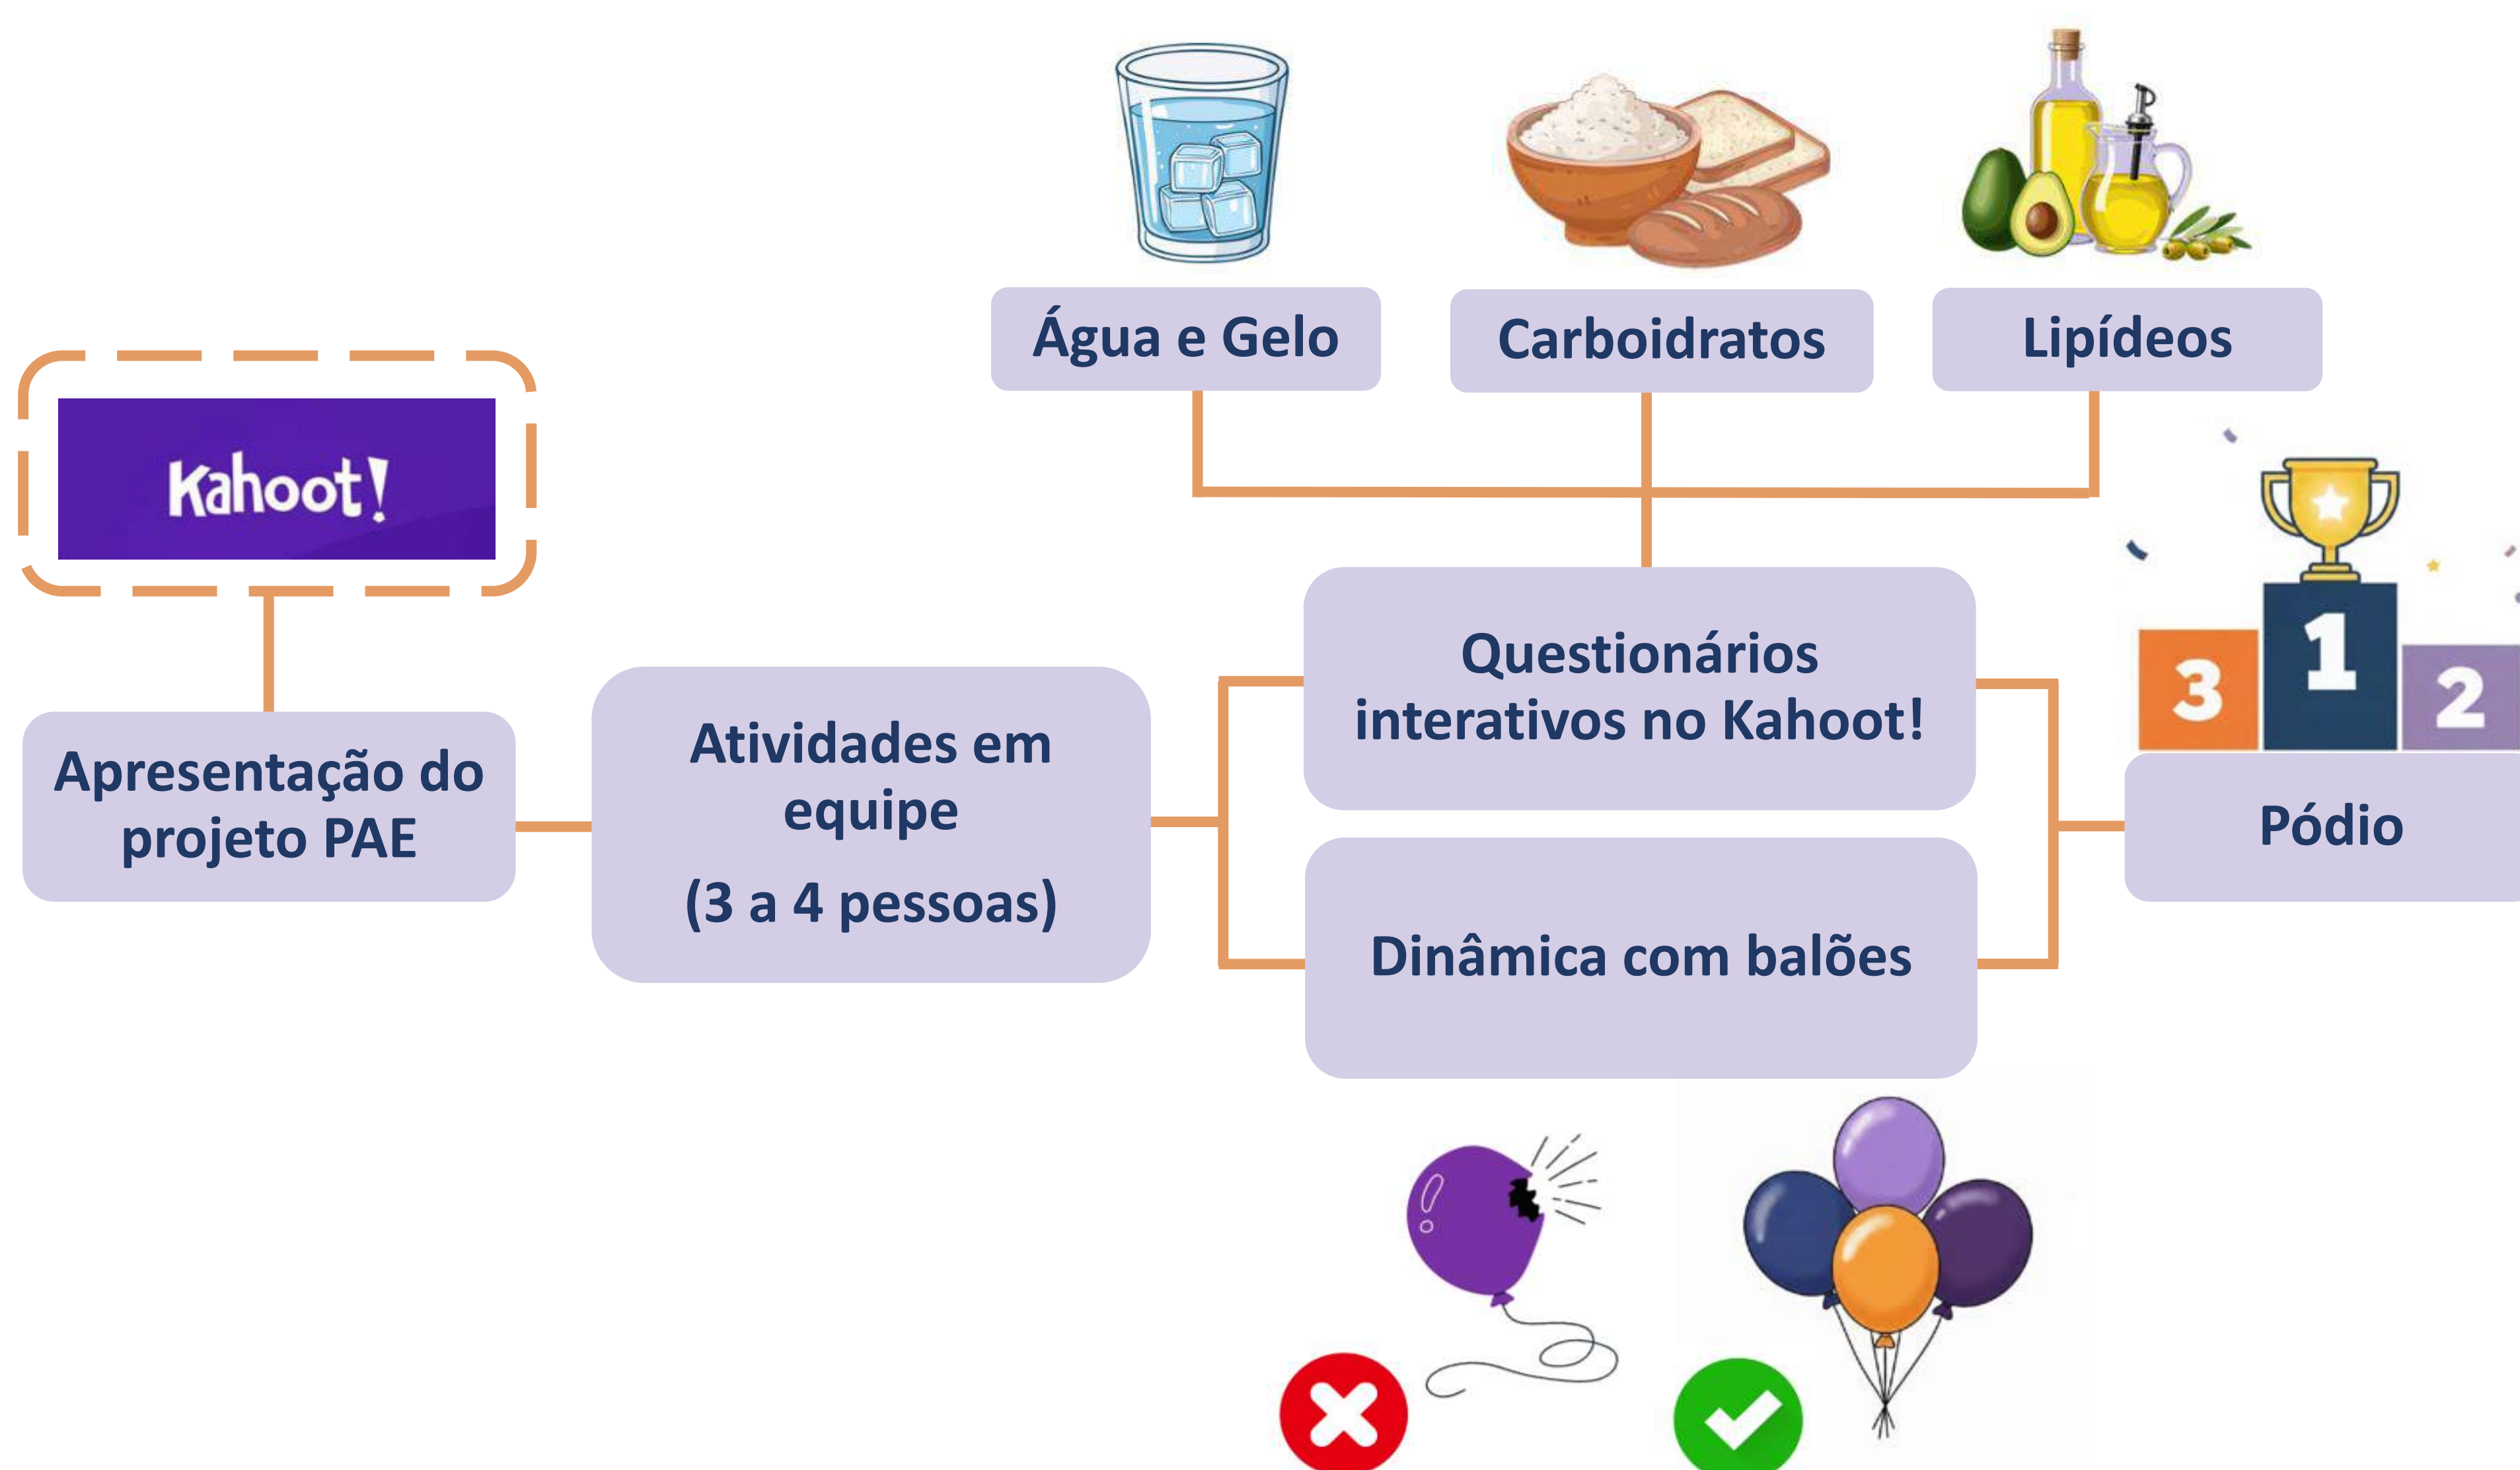 Água e Gelo
Carboidratos
Lipídeos
Kahoot!
Apresentação do
projeto PAE
Atividades em
equipe
(3 a 4 pessoas)
Questionários
interativos no Kahoot!
Dinâmica com balões
3
1
2
Pódio